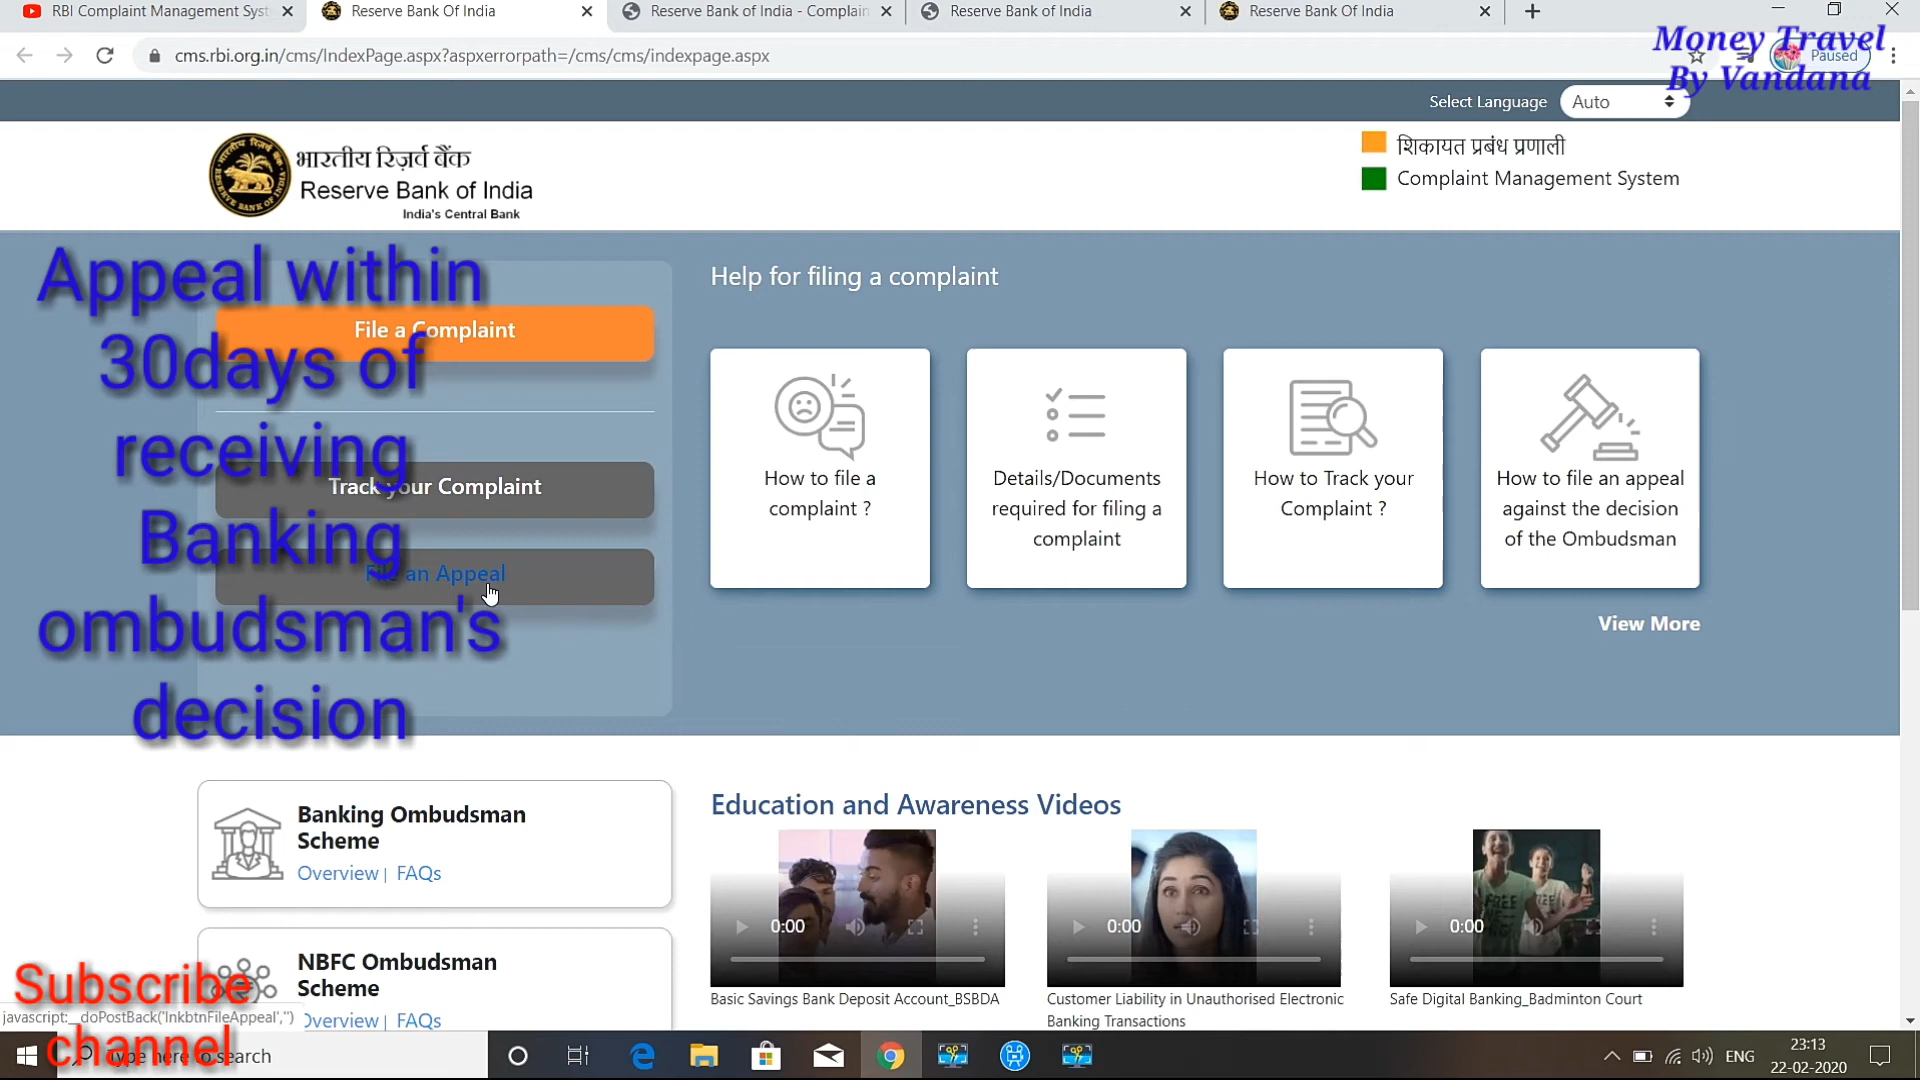 RBI Complaint Management Syst
Reserve Bank Of India
Reserve Bank of India - Complain
Reserve Bank of India
Reserve Bank Of India
cms.rbi.org.in/cms/IndexPage.aspx?aspxerrorpath=/cms/cms/indexpage.aspx
Paused
Money Travel
By Vandana
Select Language
Auto
भारतीय रिज़र्व बैंक
Reserve Bank of India
India's Central Bank
शिकायत प्रबंध प्रणाली
Complaint Management System
Appeal within
30days of
receiving
Banking
ombudsman's
decision
File a Complaint
Track your Complaint
File an Appeal
Help for filing a complaint
How to file a
complaint ?
Details/Documents
required for filing a
complaint
How to Track your
Complaint ?
How to file an appeal
against the decision
of the Ombudsman
View More
Banking Ombudsman
Scheme
Overview | FAQs
NBFC Ombudsman
Scheme
Overview | FAQs
Education and Awareness Videos
0:00
0:00
FREE
0:00
Basic Savings Bank Deposit Account_BSBDA
Customer Liability in Unauthorised Electronic
Banking Transactions
Safe Digital Banking_Badminton Court
Subscribe
channel
javascript:__doPostBack('lnkbtnFileAppeal','')
Type here to search
ENG
23:13
22-02-2020